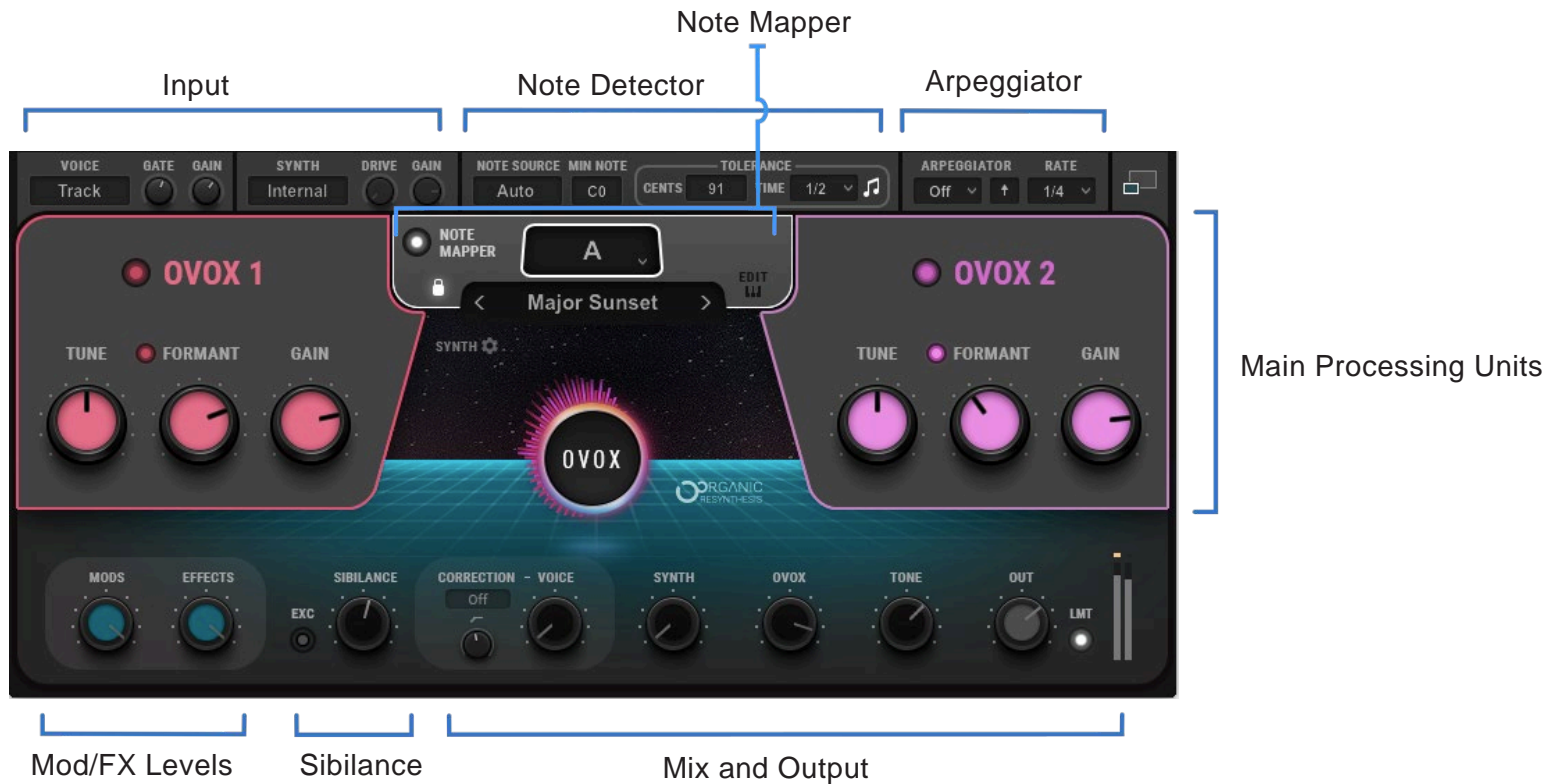 Note Mapper
Input
Note Detector
Arpeggiator
VOICE GATE GAIN SYNTH DRIVE GAIN NOTE SOURCE MIN NOTE TOLERANCE ARPEGGIATOR RATE
Track Internal Auto C0 CENTS 91 TIME 1/2 Off 1/4
NOTE
MAPPER
A
EDIT
OVOX 1
OVOX 2
< Major Sunset >
SYNTH
TUNE FORMANT GAIN
TUNE FORMANT GAIN
Main Processing Units
OVOX
ORGANIC
RESYNTHESIS
MODS EFFECTS SIBILANCE CORRECTION - VOICE SYNTH OVOX TONE OUT
Off
EXC
LMT
Mod/FX Levels
Sibilance
Mix and Output